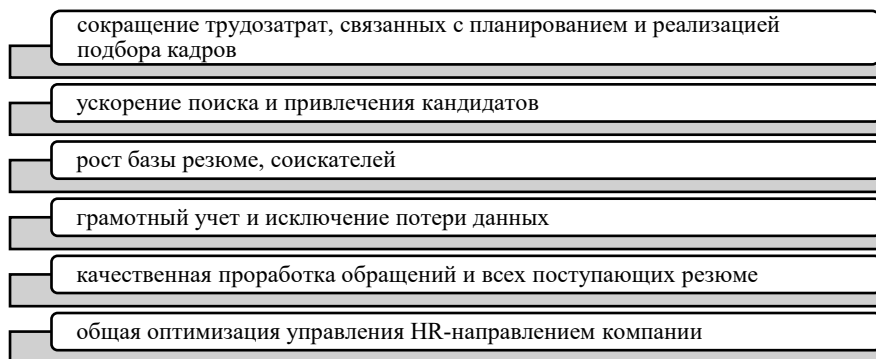 сокращение трудозатрат, связанных с планированием и реализацией
подбора кадров
ускорение поиска и привлечения кандидатов
рост базы резюме, соискателей
грамотный учет и исключение потери данных
качественная проработка обращений и всех поступающих резюме
общая оптимизация управления HR-направлением компании